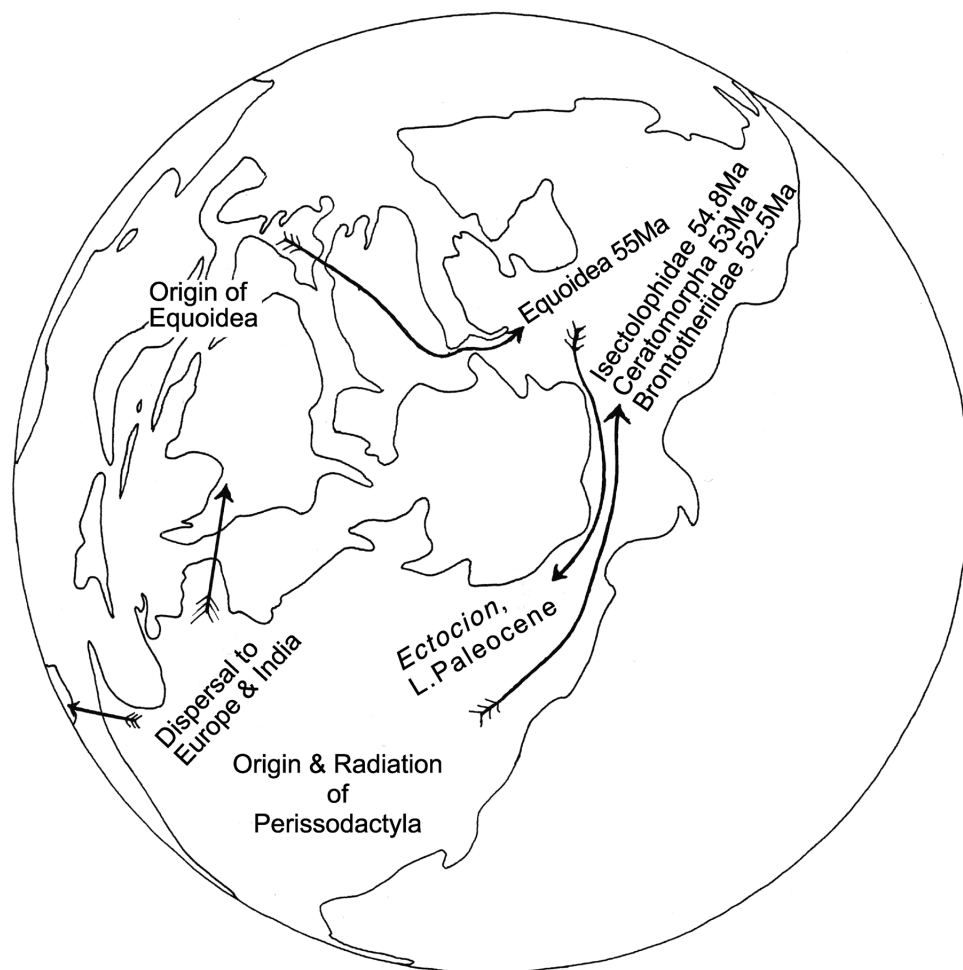 Origin of
Equoidea
Equoidea 55Ma
Isectolophidae 54.8Ma
Ceratomorpha 53Ma
Brontotheriidae 52.5Ma
Ectocion,
L.Paleocene
Dispersal to
Europe & India
Origin & Radiation
of
Perissodactyla